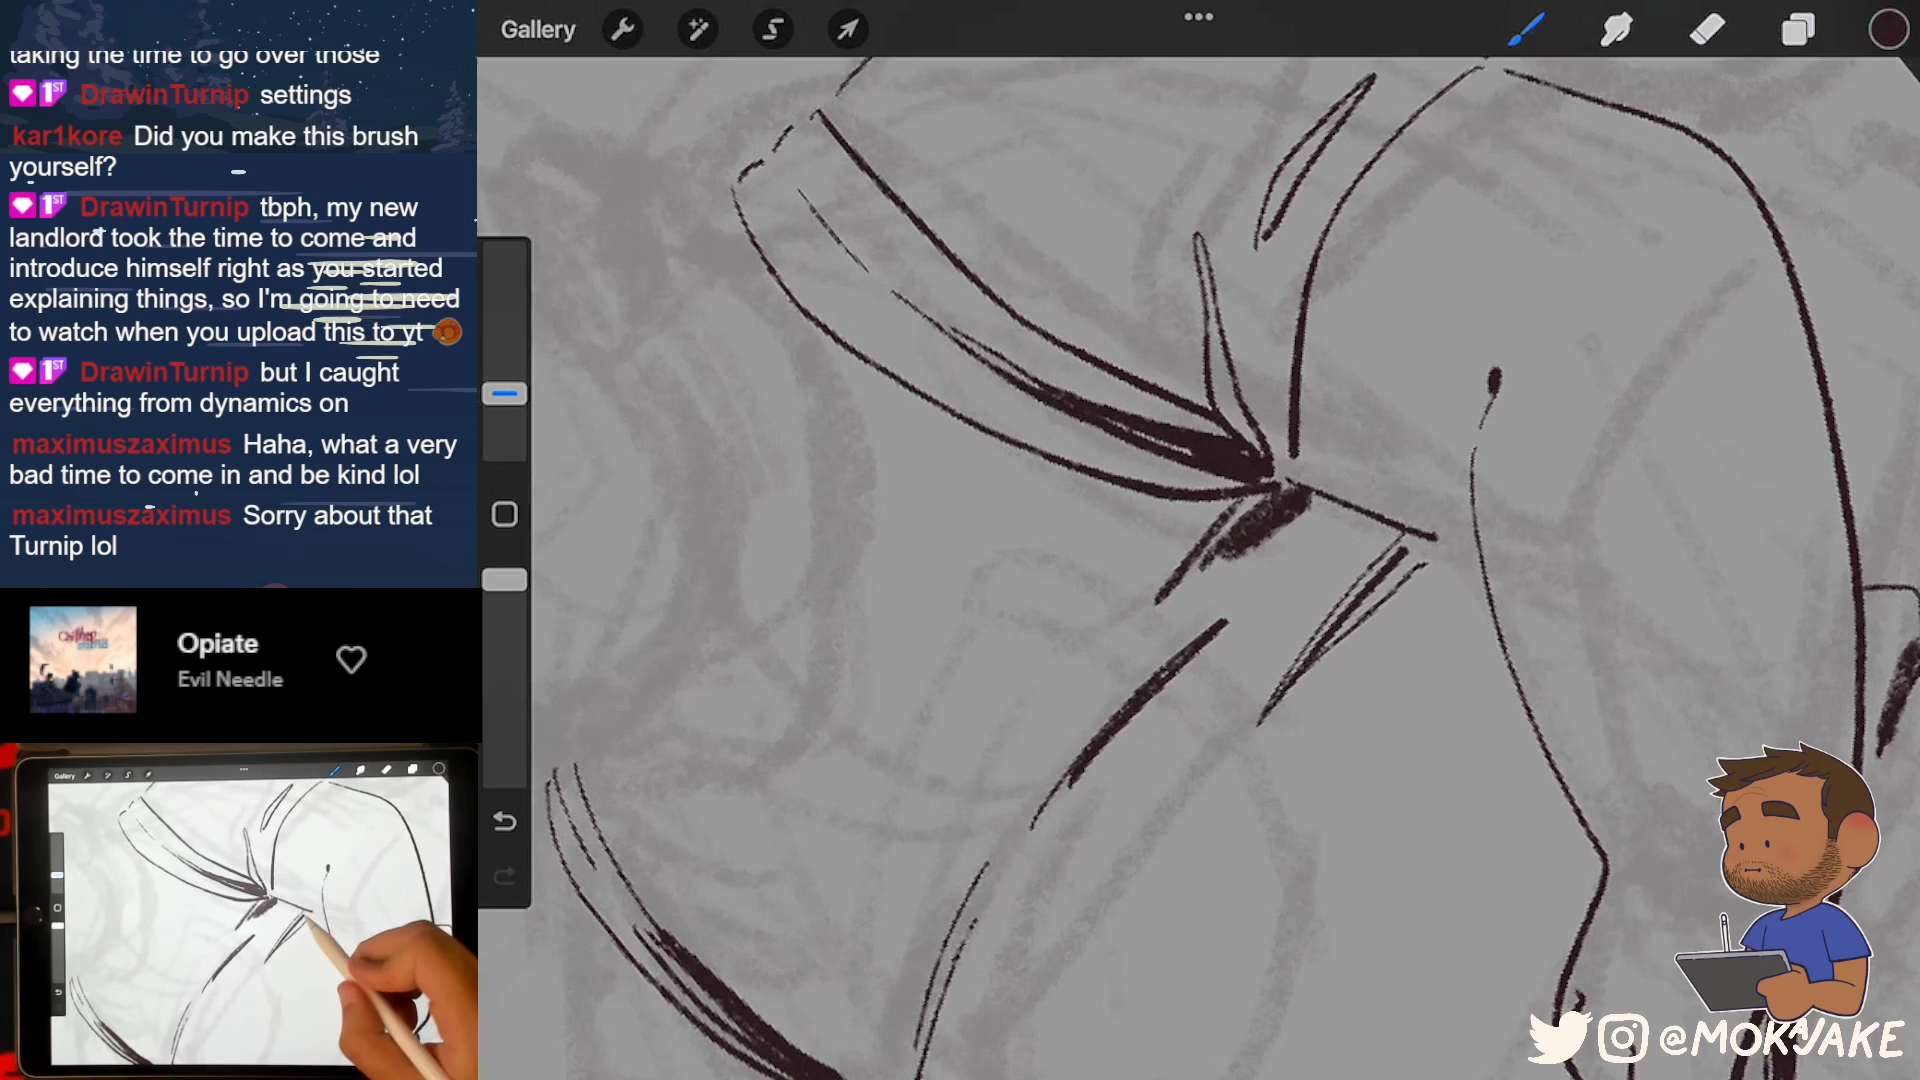 taking the time to go over those
1ST DrawinTurnip settings
kar1kore Did you make this brush
yourself?
1ST DrawinTurnip tbph, my new
landlord took the time to come and
introduce himself right as you started
explaining things, so I'm going to need
to watch when you upload this to yt
1ST DrawinTurnip but I caught
everything from dynamics on
maximuszaximus Haha, what a very
bad time to come in and be kind lol
maximuszaximus Sorry about that
Turnip lol
Opiate
Evil Needle
Gallery
Gallery
@MOKAJAKE